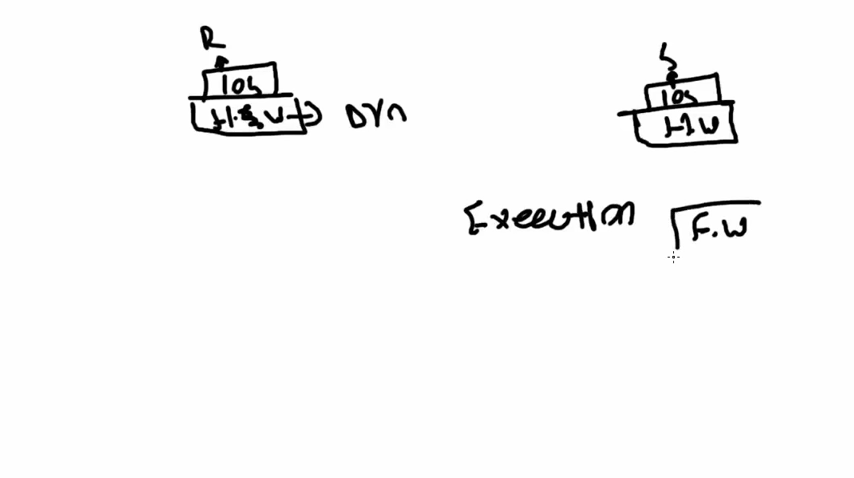 R
ios
H.W
Dyn
S
ios
H W
Execution F.W